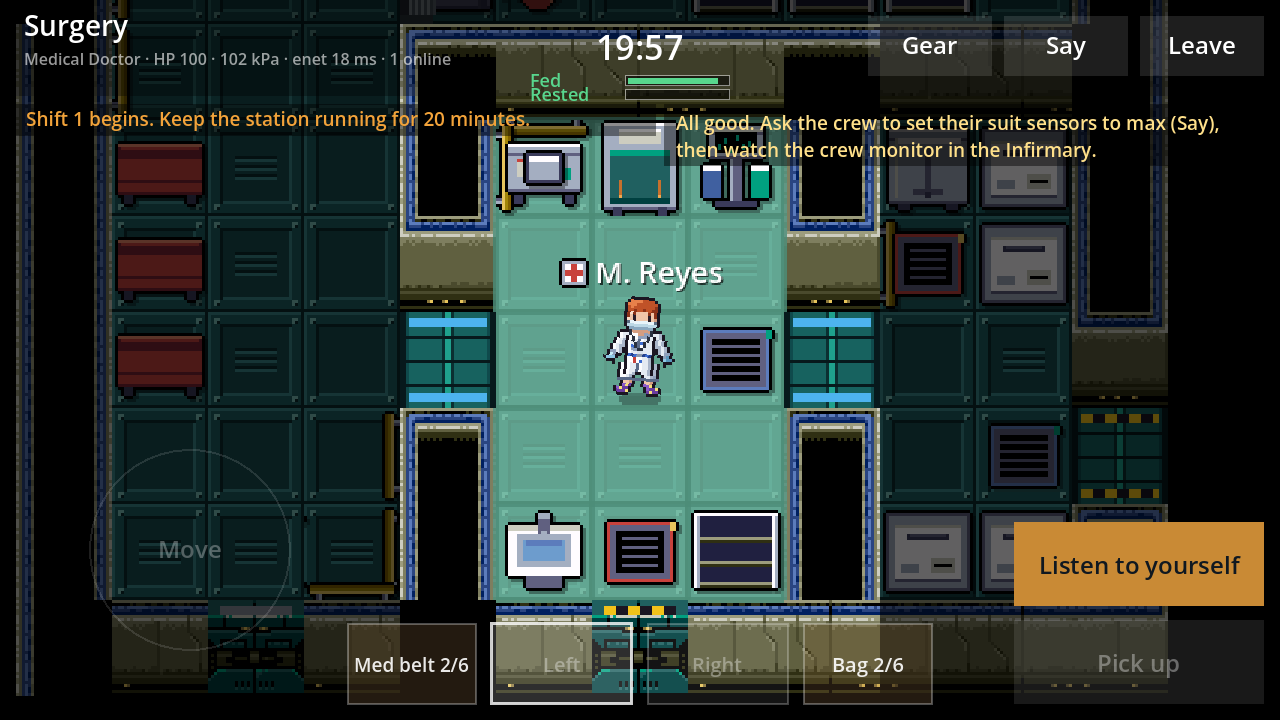 Surgery
Medical Doctor · HP 100 · 102 kPa · enet 18 ms · 1 online
19:57
Fed
Rested
Gear
Say
Leave
Shift 1 begins. Keep the station running for 20 minutes.
All good. Ask the crew to set their suit sensors to max (Say),
then watch the crew monitor in the Infirmary.
M. Reyes
Move
Listen to yourself
Med belt 2/6
Left
Right
Bag 2/6
Pick up